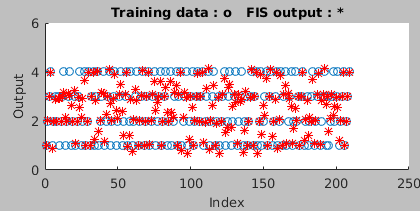 Training data : o   FIS output : *
6
4
2
0
Output
0 50 100 150 200 250
Index